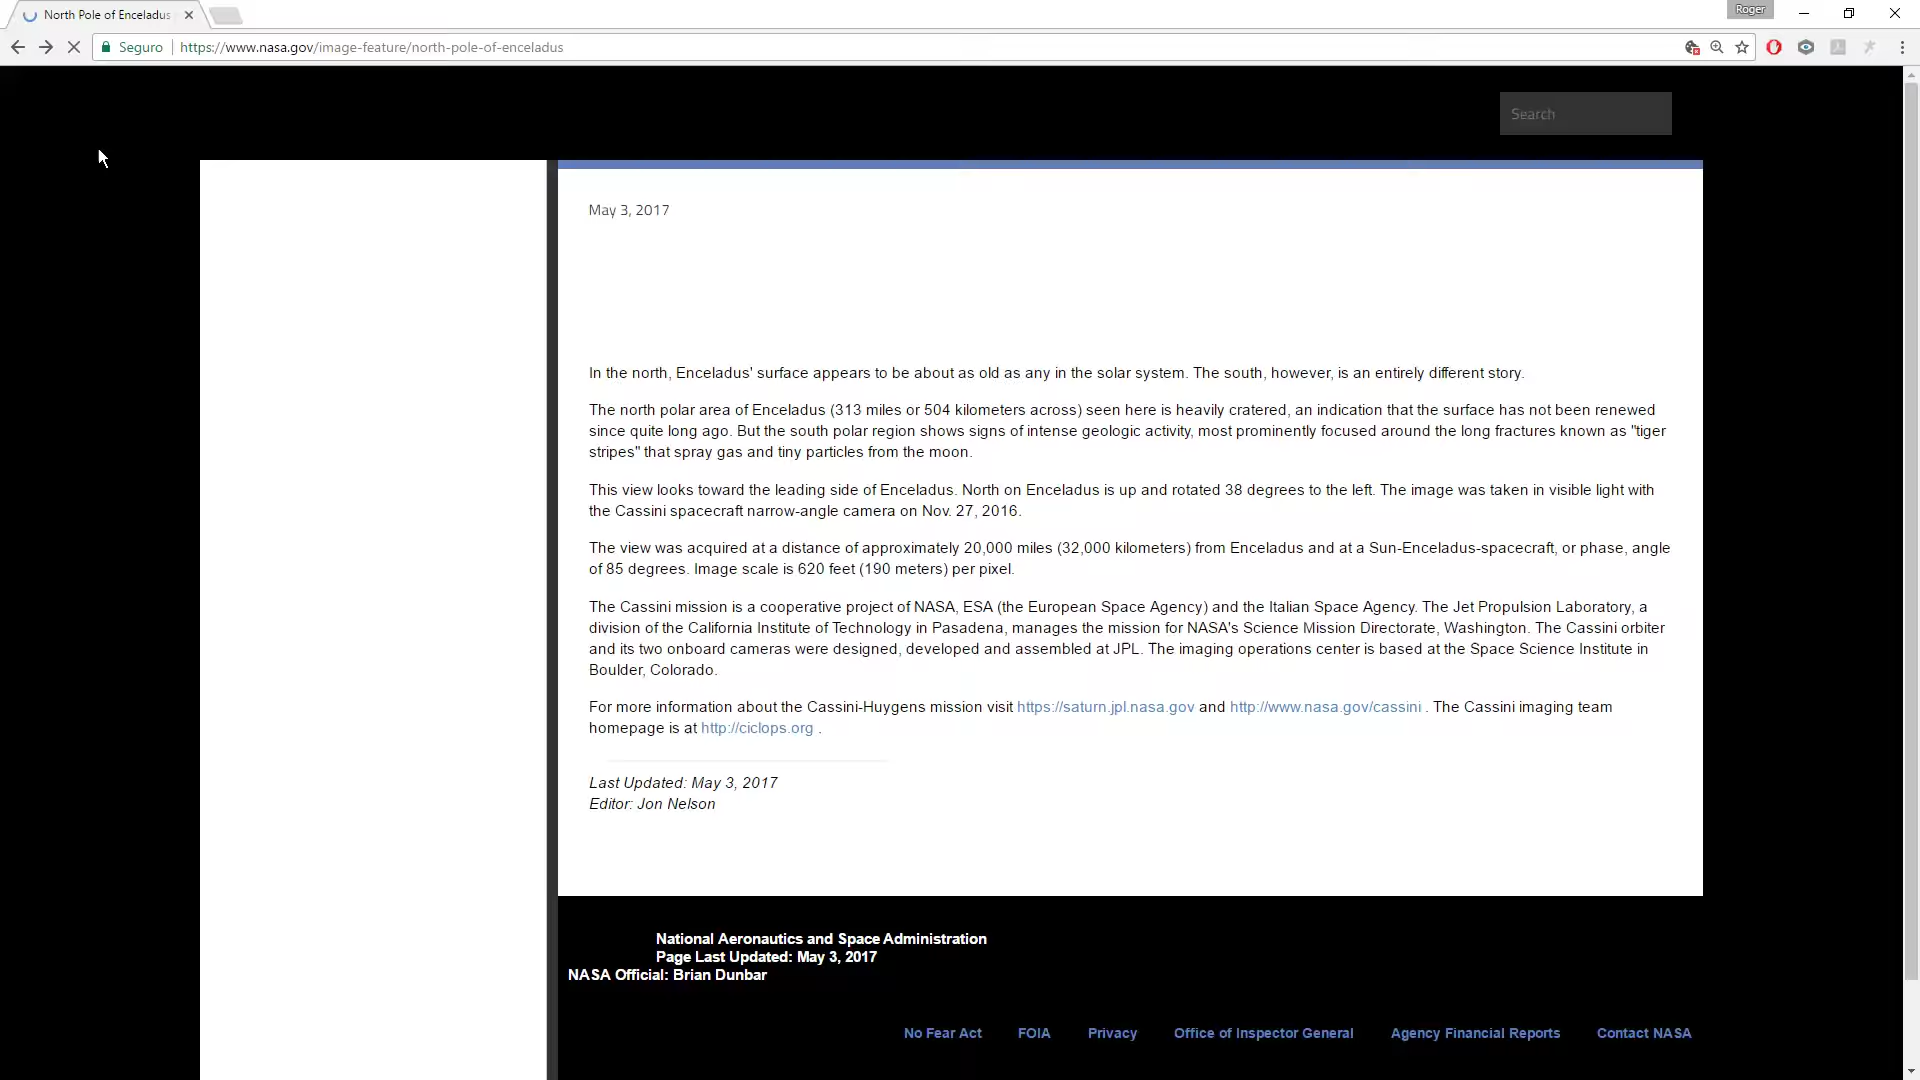 North Pole of Enceladus
Roger
Seguro
https://www.nasa.gov/image-feature/north-pole-of-enceladus
Search
May 3, 2017
In the north, Enceladus' surface appears to be about as old as any in the solar system. The south, however, is an entirely different story.
The north polar area of Enceladus (313 miles or 504 kilometers across) seen here is heavily cratered, an indication that the surface has not been renewed
since quite long ago. But the south polar region shows signs of intense geologic activity, most prominently focused around the long fractures known as "tiger
stripes" that spray gas and tiny particles from the moon.
This view looks toward the leading side of Enceladus. North on Enceladus is up and rotated 38 degrees to the left. The image was taken in visible light with
the Cassini spacecraft narrow-angle camera on Nov. 27, 2016.
The view was acquired at a distance of approximately 20,000 miles (32,000 kilometers) from Enceladus and at a Sun-Enceladus-spacecraft, or phase, angle
of 85 degrees. Image scale is 620 feet (190 meters) per pixel.
The Cassini mission is a cooperative project of NASA, ESA (the European Space Agency) and the Italian Space Agency. The Jet Propulsion Laboratory, a
division of the California Institute of Technology in Pasadena, manages the mission for NASA's Science Mission Directorate, Washington. The Cassini orbiter
and its two onboard cameras were designed, developed and assembled at JPL. The imaging operations center is based at the Space Science Institute in
Boulder, Colorado.
For more information about the Cassini-Huygens mission visit https://saturn.jpl.nasa.gov and http://www.nasa.gov/cassini . The Cassini imaging team
homepage is at http://ciclops.org .
Last Updated: May 3, 2017
Editor: Jon Nelson
National Aeronautics and Space Administration
Page Last Updated: May 3, 2017
NASA Official: Brian Dunbar
No Fear Act FOIA Privacy Office of Inspector General Agency Financial Reports Contact NASA